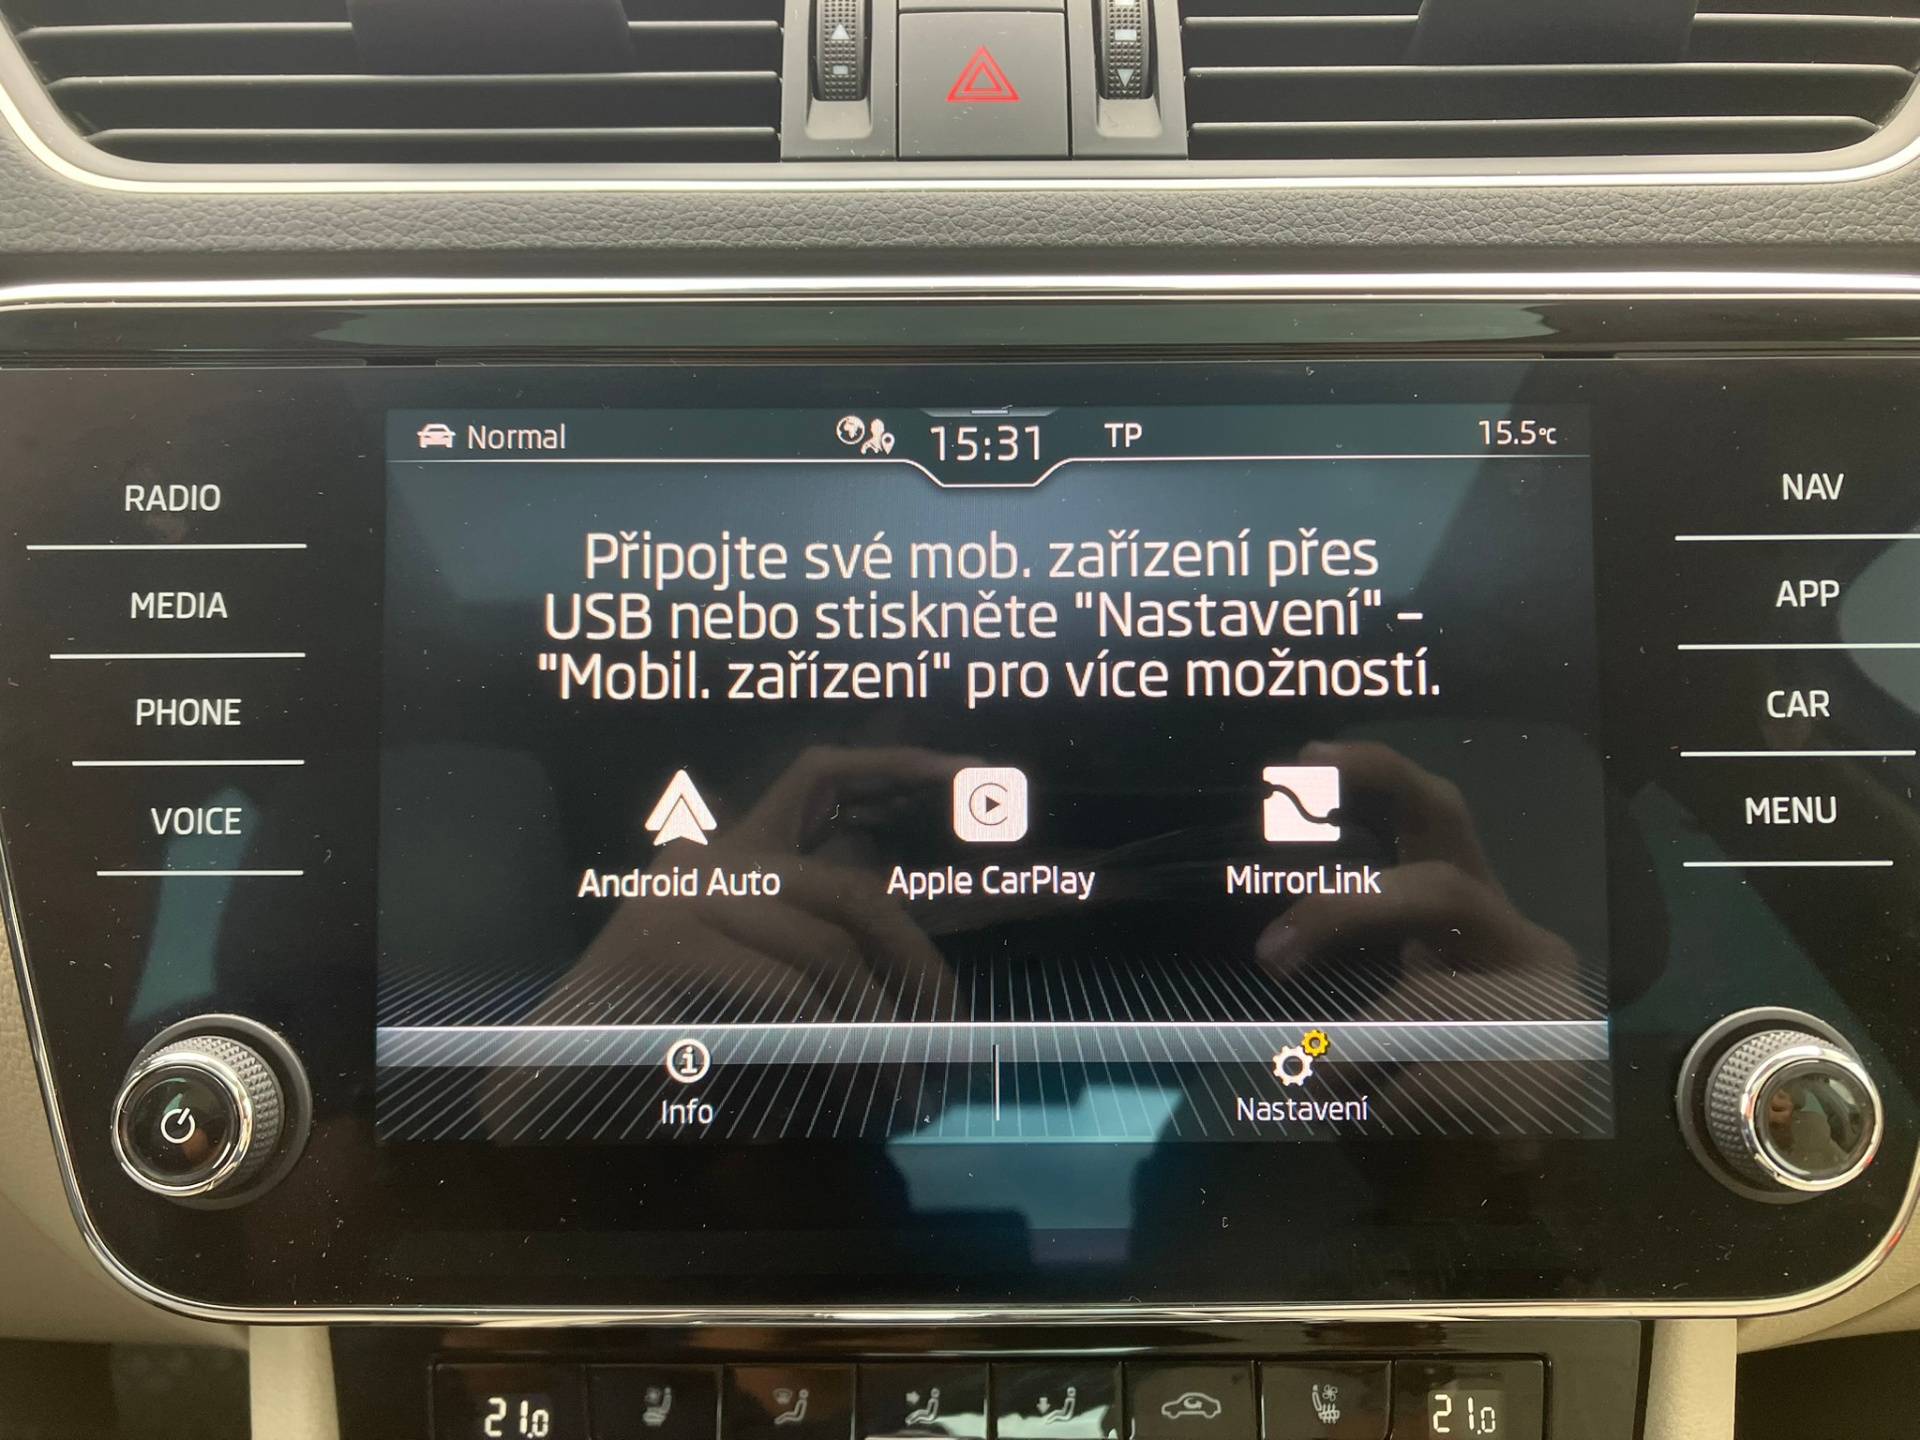 Normal 15:31 TP 15.5°C
RADIO
MEDIA
PHONE
VOICE
Připojte své mob. zařízení přes
USB nebo stiskněte "Nastavení" –
"Mobil. zařízení" pro více možností.
Android Auto Apple CarPlay MirrorLink
Info Nastavení
NAV
APP
CAR
MENU
21.0 21.0